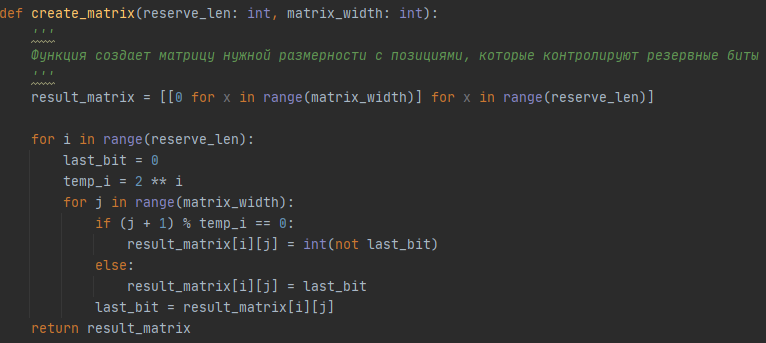 def create_matrix(reserve_len: int, matrix_width: int):
    '''
    Функция создает матрицу нужной размерности с позициями, которые контролируют резервные биты
    '''
    result_matrix = [[0 for x in range(matrix_width)] for x in range(reserve_len)]

    for i in range(reserve_len):
        last_bit = 0
        temp_i = 2 ** i
        for j in range(matrix_width):
            if (j + 1) % temp_i == 0:
                result_matrix[i][j] = int(not last_bit)
            else:
                result_matrix[i][j] = last_bit
            last_bit = result_matrix[i][j]
    return result_matrix